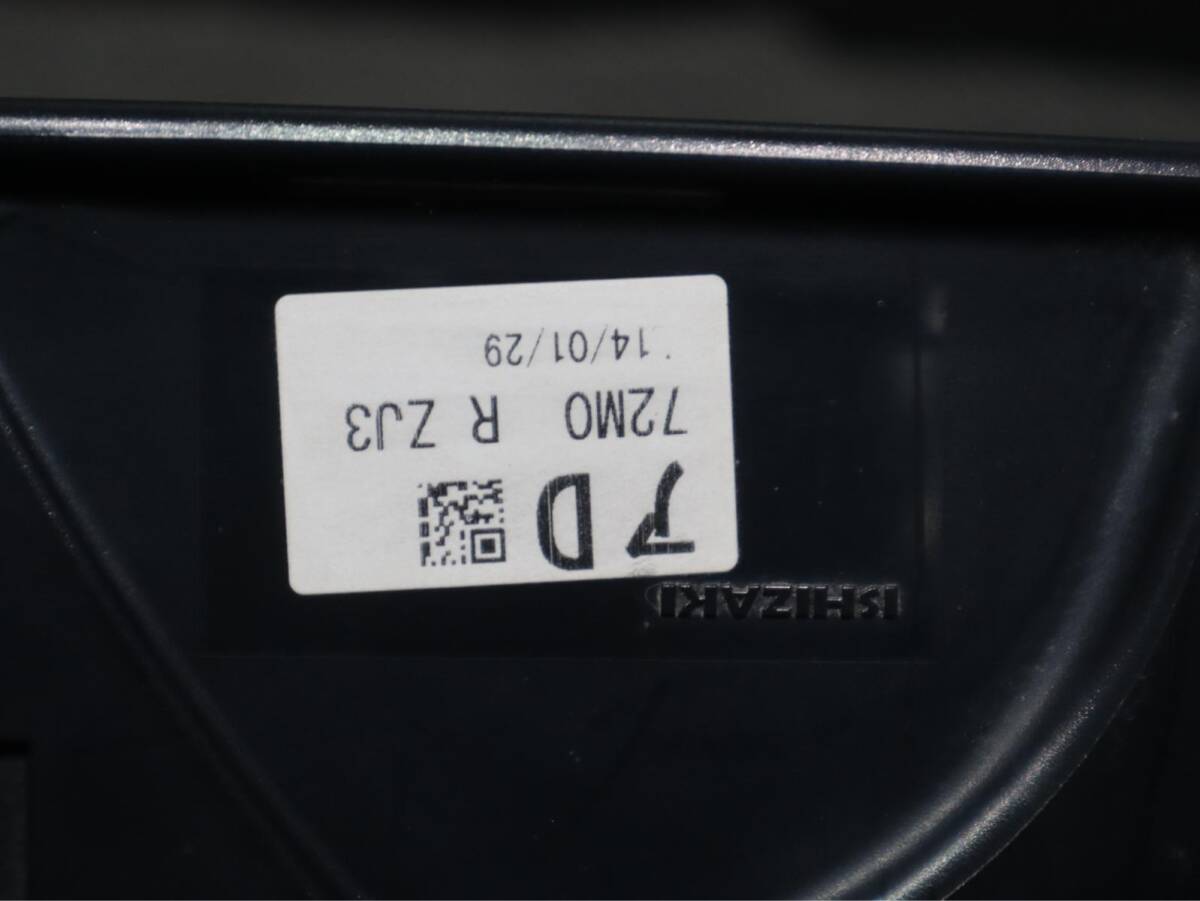 ISHIZAKI
アD
72M0 R ZJ3
'14/01/29